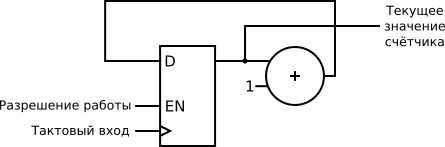 Текущее
значение
счётчика
D
+
1
Разрешение работы
EN
Тактовый вход